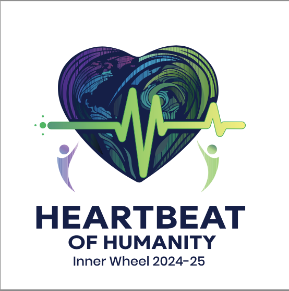 HEARTBEAT
OF HUMANITY
Inner Wheel 2024-25